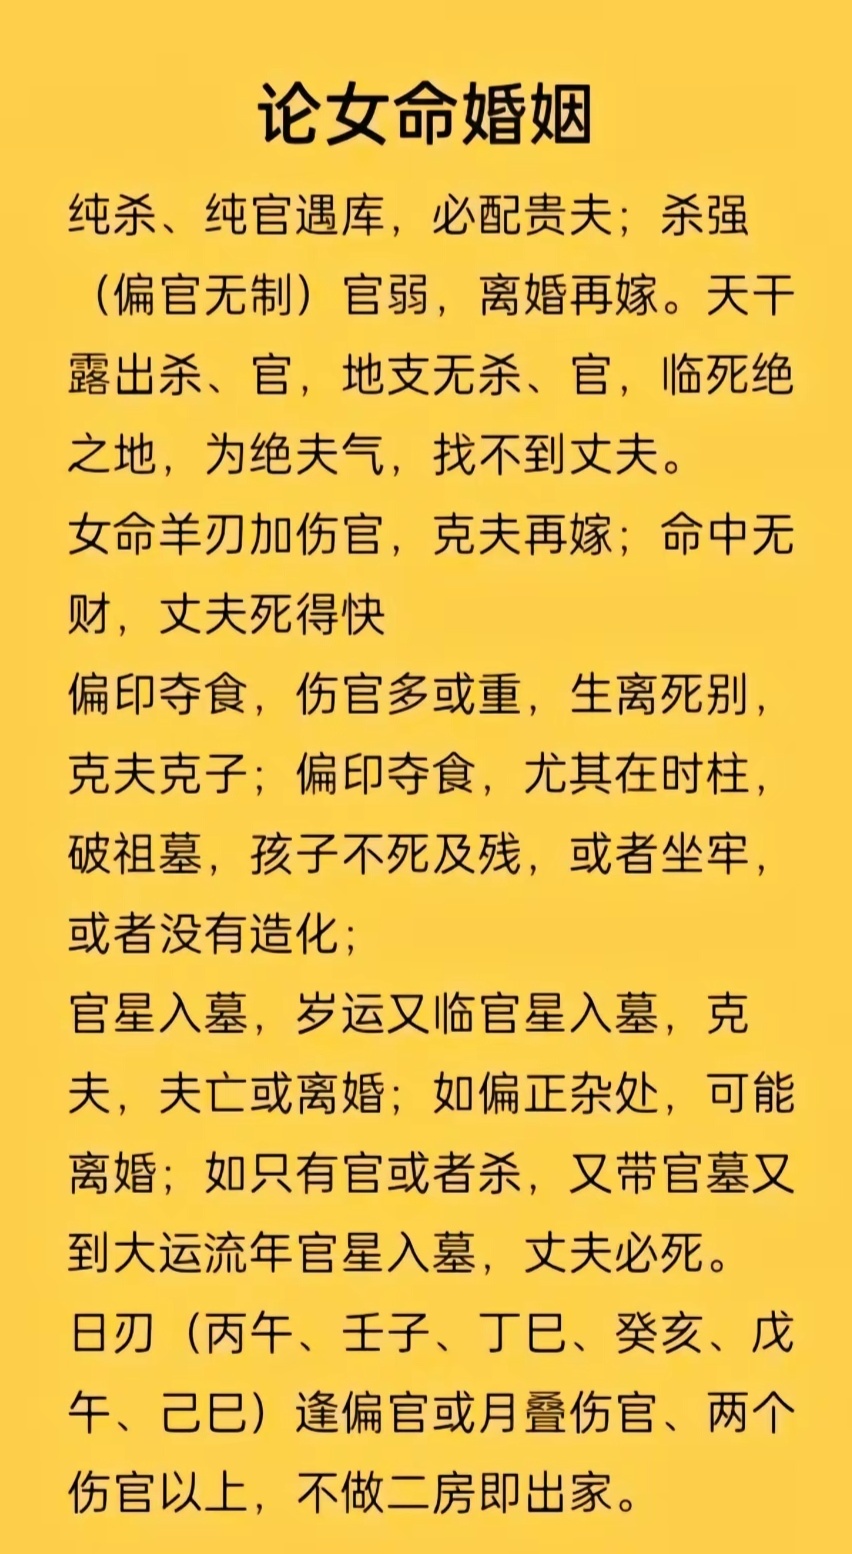 论女命婚姻
纯杀、纯官遇库，必配贵夫；杀强
（偏官无制）官弱，离婚再嫁。天干
露出杀、官，地支无杀、官，临死绝
之地，为绝夫气，找不到丈夫。
女命羊刃加伤官，克夫再嫁；命中无
财，丈夫死得快
偏印夺食，伤官多或重，生离死别，
克夫克子；偏印夺食，尤其在时柱，
破祖墓，孩子不死及残，或者坐牢，
或者没有造化；
官星入墓，岁运又临官星入墓，克
夫，夫亡或离婚；如偏正杂处，可能
离婚；如只有官或者杀，又带官墓又
到大运流年官星入墓，丈夫必死。
日刃（丙午、壬子、丁巳、癸亥、戊
午、己巳）逢偏官或月叠伤官、两个
伤官以上，不做二房即出家。